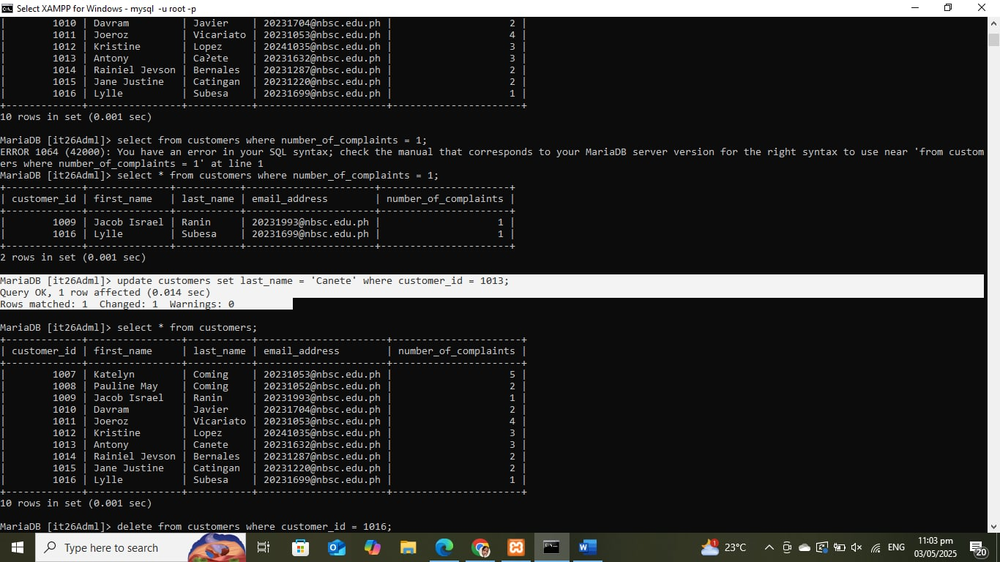 Select XAMPP for Windows - mysql  -u root -p
|        1010 | Davram         | Javier    | 20231704@nbsc.edu.ph |                    2 |
|        1011 | Joeroz         | Vicariato | 20231053@nbsc.edu.ph |                    4 |
|        1012 | Kristine       | Lopez     | 20241035@nbsc.edu.ph |                    3 |
|        1013 | Antony         | Ca?ete    | 20231632@nbsc.edu.ph |                    3 |
|        1014 | Rainiel Jevson | Bernales  | 20231287@nbsc.edu.ph |                    2 |
|        1015 | Jane Justine   | Catingan  | 20231220@nbsc.edu.ph |                    2 |
|        1016 | Lylle          | Subesa    | 20231699@nbsc.edu.ph |                    1 |
+-------------+----------------+-----------+----------------------+----------------------+
10 rows in set (0.001 sec)
MariaDB [it26Adml]> select from customers where number_of_complaints = 1;
ERROR 1064 (42000): You have an error in your SQL syntax; check the manual that corresponds to your MariaDB server version for the right syntax to use near 'from custom
ers where number_of_complaints = 1' at line 1
MariaDB [it26Adml]> select * from customers where number_of_complaints = 1;
+-------------+--------------+-----------+----------------------+----------------------+
| customer_id | first_name   | last_name | email_address        | number_of_complaints |
+-------------+--------------+-----------+----------------------+----------------------+
|        1009 | Jacob Israel | Ranin     | 20231993@nbsc.edu.ph |                    1 |
|        1016 | Lylle        | Subesa    | 20231699@nbsc.edu.ph |                    1 |
+-------------+--------------+-----------+----------------------+----------------------+
2 rows in set (0.001 sec)
MariaDB [it26Adml]> update customers set last_name = 'Canete' where customer_id = 1013;
Query OK, 1 row affected (0.014 sec)
Rows matched: 1  Changed: 1  Warnings: 0
MariaDB [it26Adml]> select * from customers;
+-------------+----------------+-----------+----------------------+----------------------+
| customer_id | first_name     | last_name | email_address        | number_of_complaints |
+-------------+----------------+-----------+----------------------+----------------------+
|        1007 | Katelyn        | Coming    | 20231053@nbsc.edu.ph |                    5 |
|        1008 | Pauline May    | Coming    | 20231052@nbsc.edu.ph |                    2 |
|        1009 | Jacob Israel   | Ranin     | 20231993@nbsc.edu.ph |                    1 |
|        1010 | Davram         | Javier    | 20231704@nbsc.edu.ph |                    2 |
|        1011 | Joeroz         | Vicariato | 20231053@nbsc.edu.ph |                    4 |
|        1012 | Kristine       | Lopez     | 20241035@nbsc.edu.ph |                    3 |
|        1013 | Antony         | Canete    | 20231632@nbsc.edu.ph |                    3 |
|        1014 | Rainiel Jevson | Bernales  | 20231287@nbsc.edu.ph |                    2 |
|        1015 | Jane Justine   | Catingan  | 20231220@nbsc.edu.ph |                    2 |
|        1016 | Lylle          | Subesa    | 20231699@nbsc.edu.ph |                    1 |
+-------------+----------------+-----------+----------------------+----------------------+
10 rows in set (0.001 sec)
MariaDB [it26Adml]> delete from customers where customer_id = 1016;
Type here to search
1
23°C
ENG
11:03 pm
03/05/2025
20